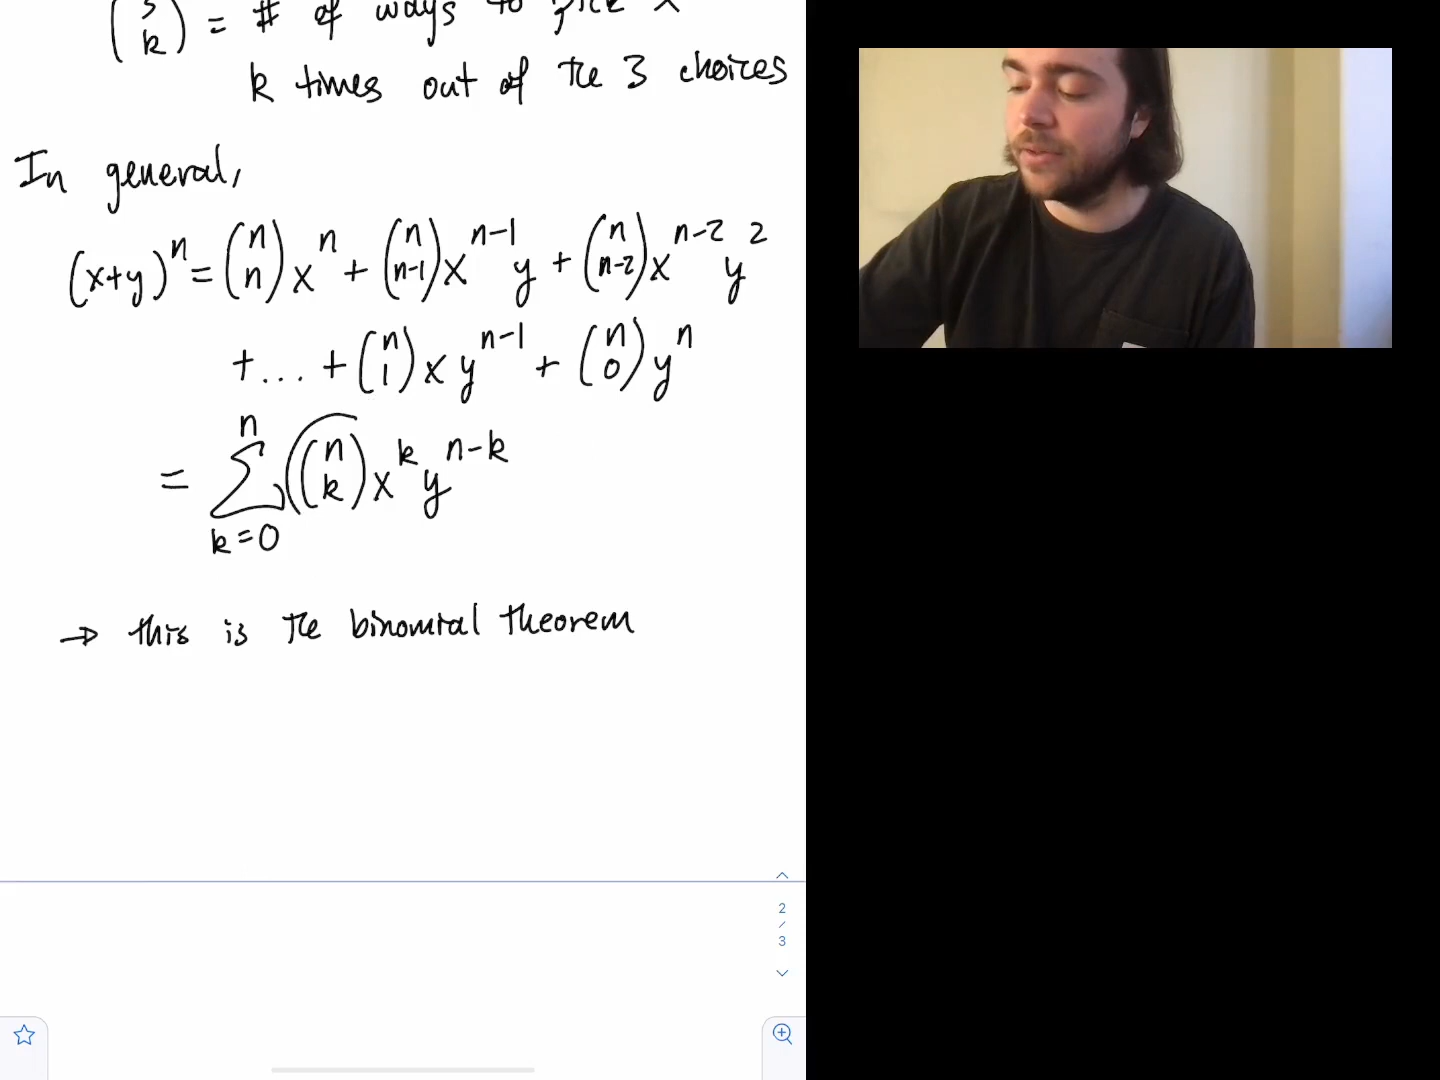 (3 k) = # of ways to pick x
k times out of the 3 choices
In general,
(x+y)^n = (n n) x^n + (n n-1) x^{n-1} y + (n n-2) x^{n-2} y^2
+ ... + (n 1) x y^{n-1} + (n 0) y^n
= Σ_{k=0}^{n} (n k) x^k y^{n-k}
→ this is the binomial theorem
2
/
3